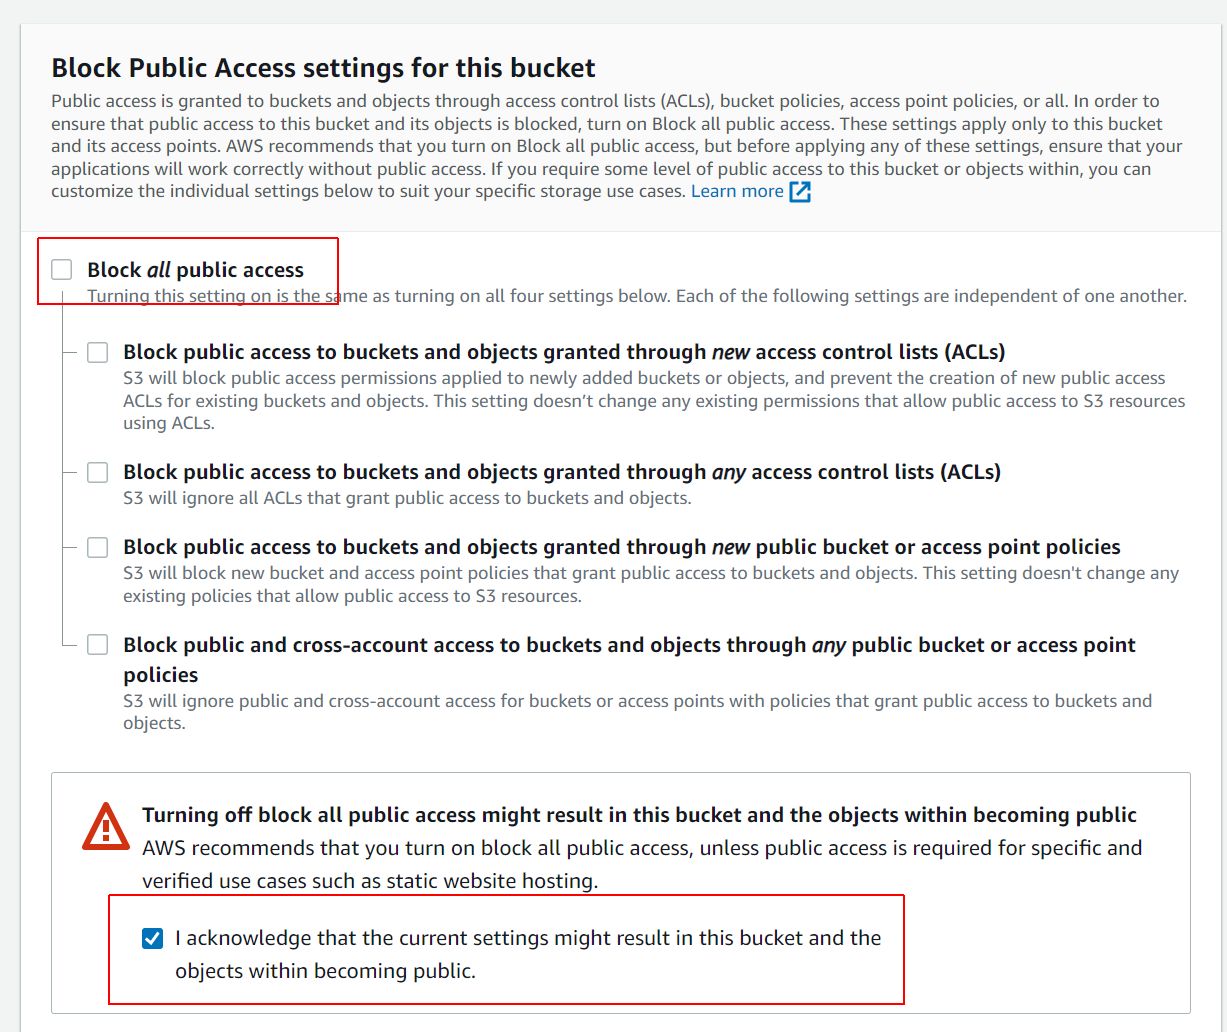 Block Public Access settings for this bucket
Public access is granted to buckets and objects through access control lists (ACLs), bucket policies, access point policies, or all. In order to
ensure that public access to this bucket and its objects is blocked, turn on Block all public access. These settings apply only to this bucket
and its access points. AWS recommends that you turn on Block all public access, but before applying any of these settings, ensure that your
applications will work correctly without public access. If you require some level of public access to this bucket or objects within, you can
customize the individual settings below to suit your specific storage use cases. Learn more
Block all public access
Turning this setting on is the same as turning on all four settings below. Each of the following settings are independent of one another.
Block public access to buckets and objects granted through new access control lists (ACLs)
S3 will block public access permissions applied to newly added buckets or objects, and prevent the creation of new public access
ACLs for existing buckets and objects. This setting doesn’t change any existing permissions that allow public access to S3 resources
using ACLs.
Block public access to buckets and objects granted through any access control lists (ACLs)
S3 will ignore all ACLs that grant public access to buckets and objects.
Block public access to buckets and objects granted through new public bucket or access point policies
S3 will block new bucket and access point policies that grant public access to buckets and objects. This setting doesn't change any
existing policies that allow public access to S3 resources.
Block public and cross-account access to buckets and objects through any public bucket or access point
policies
S3 will ignore public and cross-account access for buckets or access points with policies that grant public access to buckets and
objects.
Turning off block all public access might result in this bucket and the objects within becoming public
AWS recommends that you turn on block all public access, unless public access is required for specific and
verified use cases such as static website hosting.
I acknowledge that the current settings might result in this bucket and the
objects within becoming public.